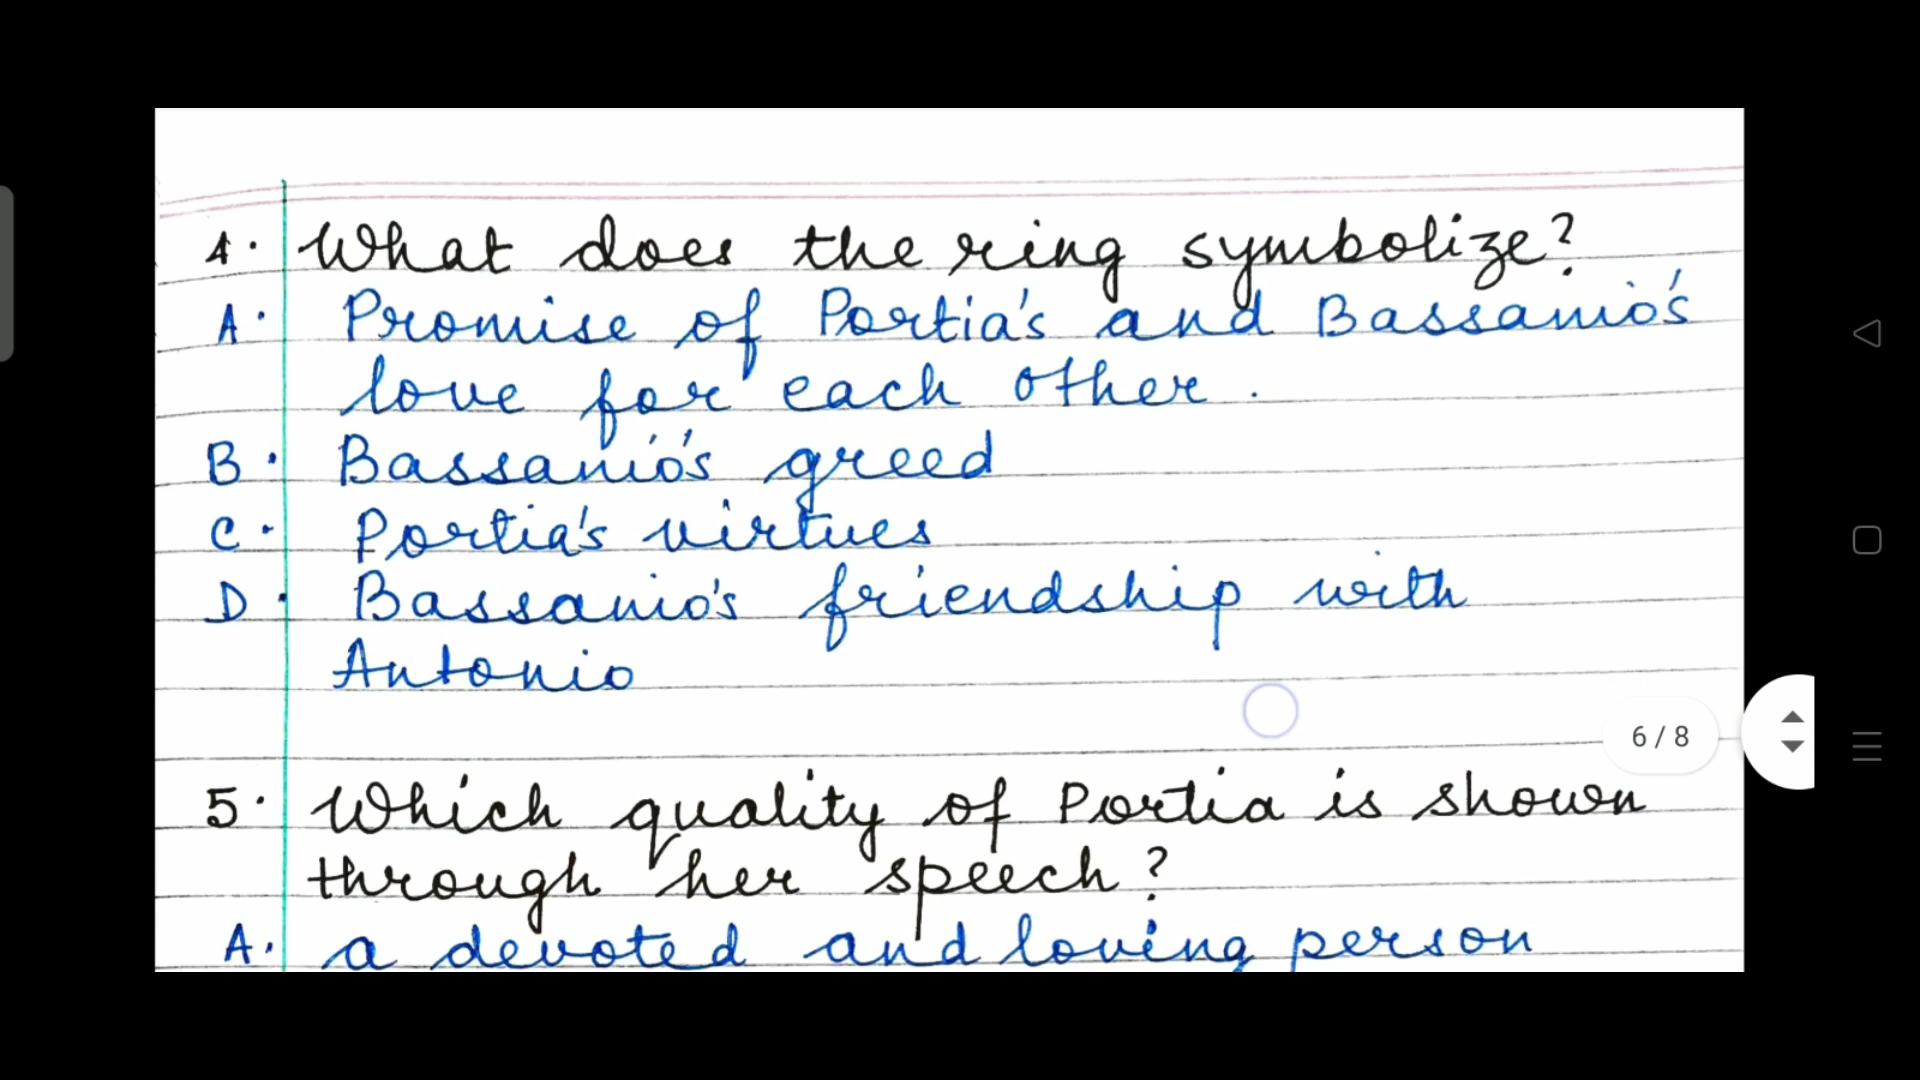 4. What does the ring symbolize?
A. Promise of Portia's and Bassanio's
love for each other.
B. Bassanio's greed
C. Portia's virtues
D. Bassanio's friendship with
Antonio
6/8
5. Which quality of Portia is shown
through her speech?
A. a devoted and loving person